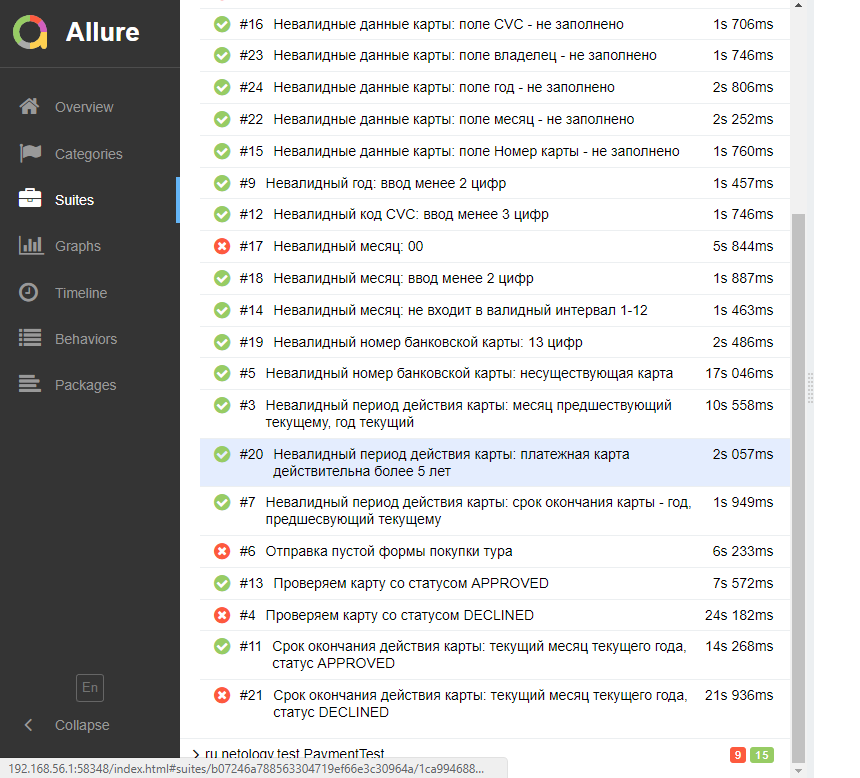 Allure
Overview
Categories
Suites
Graphs
Timeline
Behaviors
Packages
En
Collapse
#16 Невалидные данные карты: поле CVC - не заполнено 1s 706ms
#23 Невалидные данные карты: поле владелец - не заполнено 1s 746ms
#24 Невалидные данные карты: поле год - не заполнено 2s 806ms
#22 Невалидные данные карты: поле месяц - не заполнено 2s 252ms
#15 Невалидные данные карты: поле Номер карты - не заполнено 1s 760ms
#9 Невалидный год: ввод менее 2 цифр 1s 457ms
#12 Невалидный код CVC: ввод менее 3 цифр 1s 746ms
#17 Невалидный месяц: 00 5s 844ms
#18 Невалидный месяц: ввод менее 2 цифр 1s 887ms
#14 Невалидный месяц: не входит в валидный интервал 1-12 1s 463ms
#19 Невалидный номер банковской карты: 13 цифр 2s 486ms
#5 Невалидный номер банковской карты: несуществующая карта 17s 046ms
#3 Невалидный период действия карты: месяц предшествующий 10s 558ms
текущему, год текущий
#20 Невалидный период действия карты: платежная карта 2s 057ms
действительна более 5 лет
#7 Невалидный период действия карты: срок окончания карты - год, 1s 949ms
предшесвующий текущему
#6 Отправка пустой формы покупки тура 6s 233ms
#13 Проверяем карту со статусом APPROVED 7s 572ms
#4 Проверяем карту со статусом DECLINED 24s 182ms
#11 Срок окончания действия карты: текущий месяц текущего года, 14s 268ms
статус APPROVED
#21 Срок окончания действия карты: текущий месяц текущего года, 21s 936ms
статус DECLINED
ru.netology.test.PaymentTest 9 15
192.168.56.1:58348/index.html#suites/b07246a788563304719ef66e3c30964a/1ca994688...